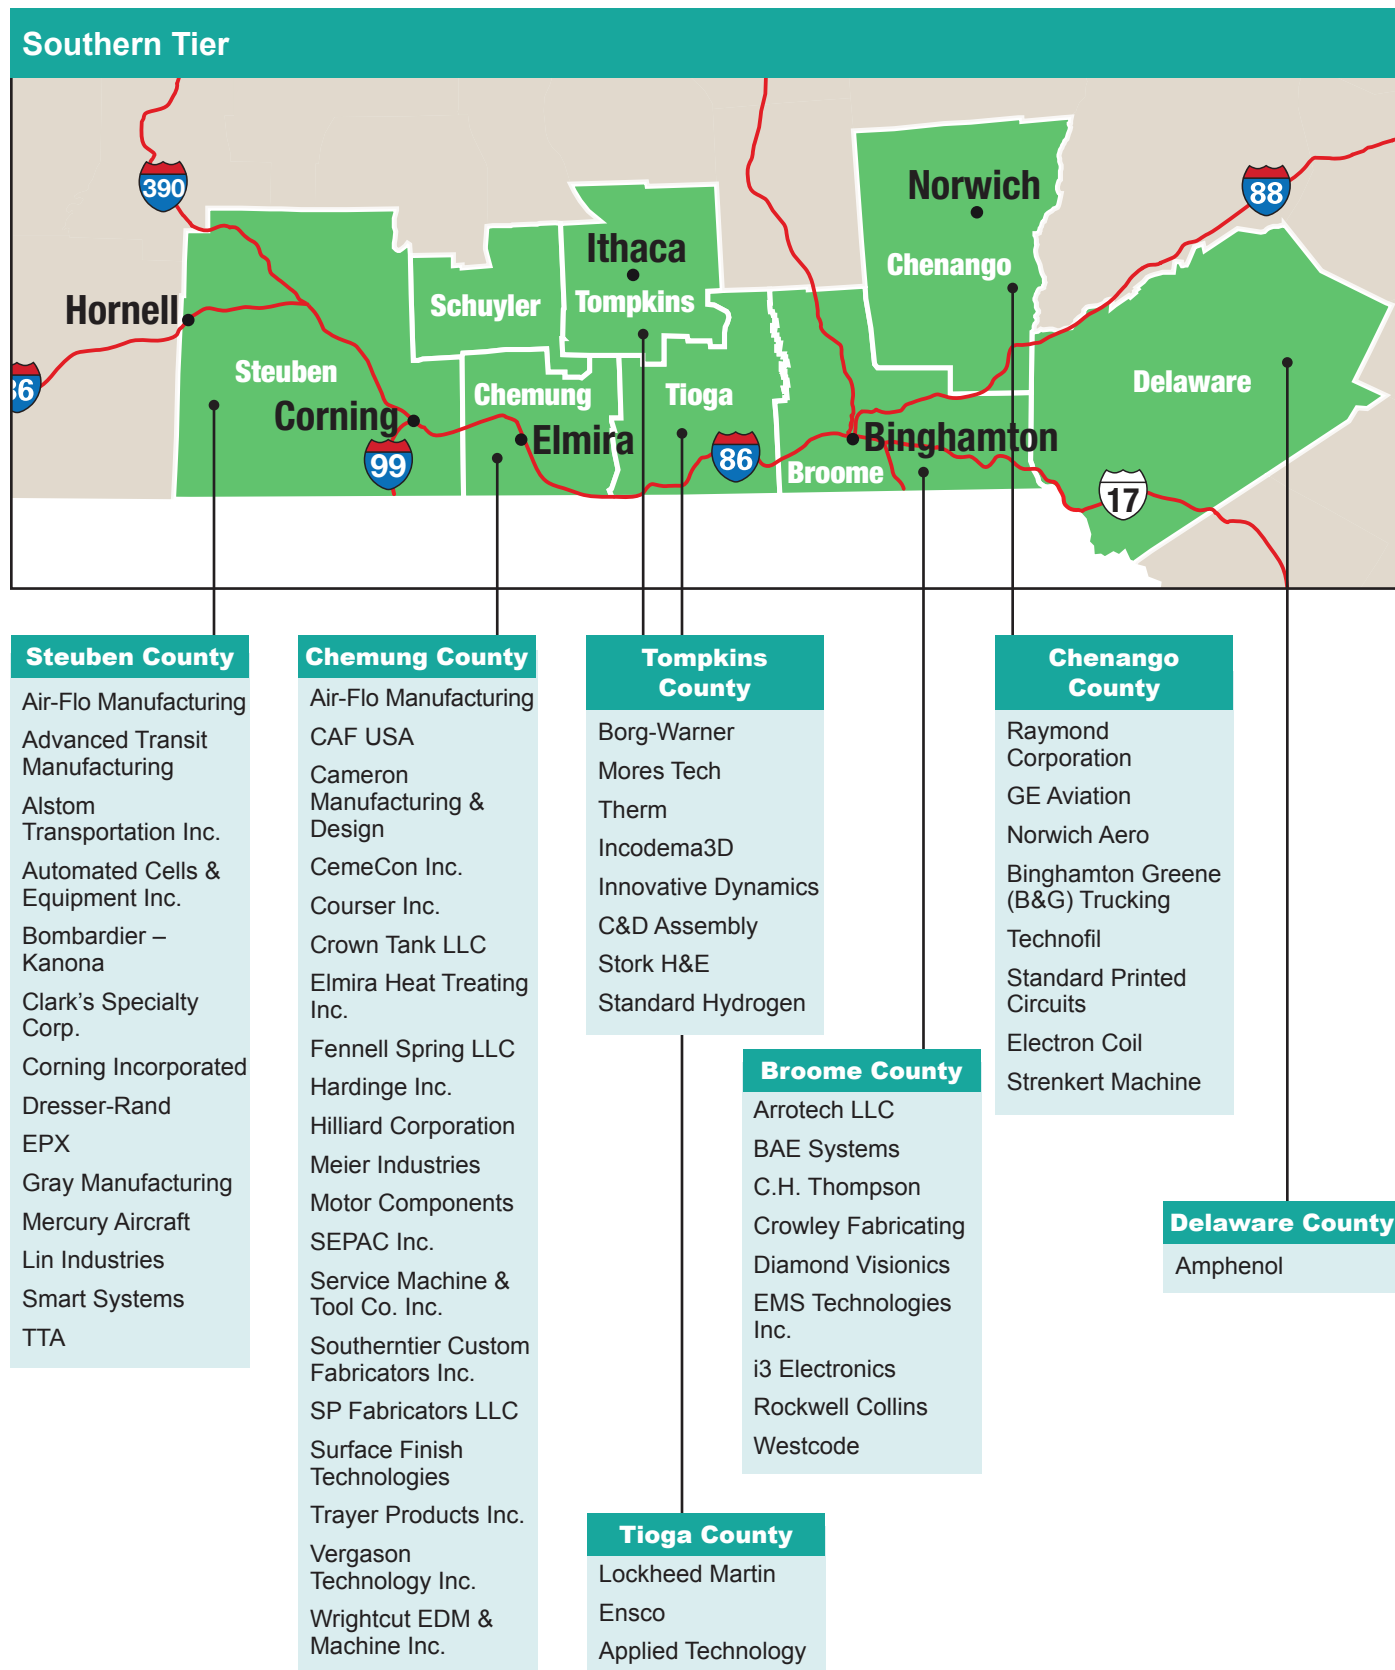 Southern Tier
390
88
Norwich
Ithaca
Chenango
Schuyler
Tompkins
Hornell
Steuben
Chemung
Tioga
Delaware
Corning
Elmira
Binghamton
99
86
Broome
17
Steuben County
Air-Flo Manufacturing
Advanced Transit
Manufacturing
Alstom
Transportation Inc.
Automated Cells &
Equipment Inc.
Bombardier –
Kanona
Clark's Specialty
Corp.
Corning Incorporated
Dresser-Rand
EPX
Gray Manufacturing
Mercury Aircraft
Lin Industries
Smart Systems
TTA
Chemung County
Air-Flo Manufacturing
CAF USA
Cameron
Manufacturing &
Design
CemeCon Inc.
Courser Inc.
Crown Tank LLC
Elmira Heat Treating
Inc.
Fennell Spring LLC
Hardinge Inc.
Hilliard Corporation
Meier Industries
Motor Components
SEPAC Inc.
Service Machine &
Tool Co. Inc.
Southerntier Custom
Fabricators Inc.
SP Fabricators LLC
Surface Finish
Technologies
Trayer Products Inc.
Vergason
Technology Inc.
Wrightcut EDM &
Machine Inc.
Tompkins
County
Borg-Warner
Mores Tech
Therm
Incodema3D
Innovative Dynamics
C&D Assembly
Stork H&E
Standard Hydrogen
Tioga County
Lockheed Martin
Ensco
Applied Technology
Broome County
Arrotech LLC
BAE Systems
C.H. Thompson
Crowley Fabricating
Diamond Visionics
EMS Technologies
Inc.
i3 Electronics
Rockwell Collins
Westcode
Chenango
County
Raymond
Corporation
GE Aviation
Norwich Aero
Binghamton Greene
(B&G) Trucking
Technofil
Standard Printed
Circuits
Electron Coil
Strenkert Machine
Delaware County
Amphenol